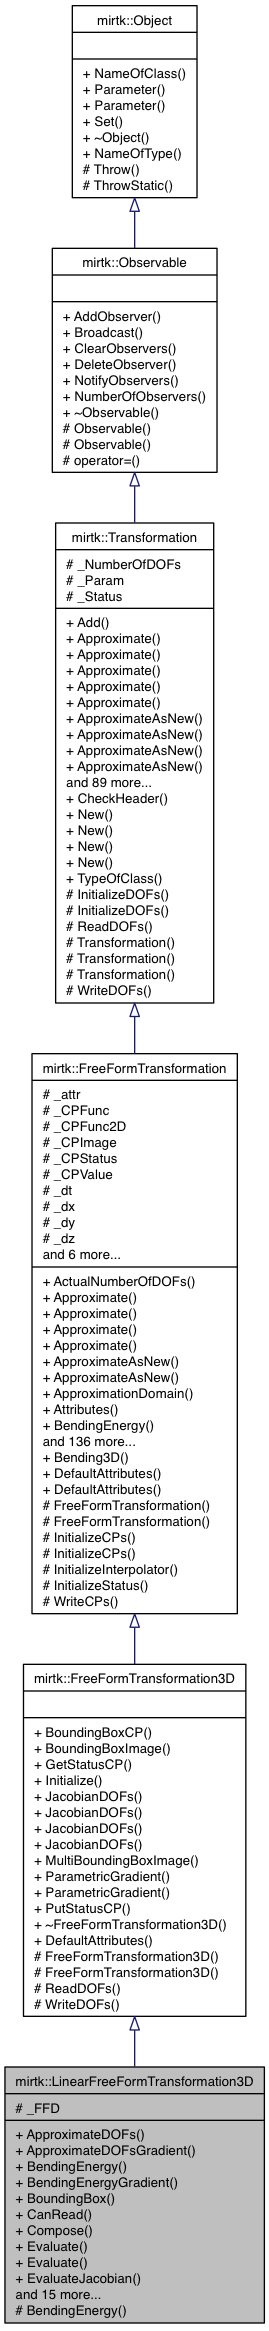 mirtk::Object
+ NameOfClass()
+ Parameter()
+ Parameter()
+ Set()
+ ~Object()
+ NameOfType()
# Throw()
# ThrowStatic()
mirtk::Observable
+ AddObserver()
+ Broadcast()
+ ClearObservers()
+ DeleteObserver()
+ NotifyObservers()
+ NumberOfObservers()
+ ~Observable()
# Observable()
# Observable()
# operator=()
mirtk::Transformation
# _NumberOfDOFs
# _Param
# _Status
+ Add()
+ Approximate()
+ Approximate()
+ Approximate()
+ Approximate()
+ Approximate()
+ ApproximateAsNew()
+ ApproximateAsNew()
+ ApproximateAsNew()
+ ApproximateAsNew()
and 89 more...
+ CheckHeader()
+ New()
+ New()
+ New()
+ New()
+ TypeOfClass()
# InitializeDOFs()
# InitializeDOFs()
# ReadDOFs()
# Transformation()
# Transformation()
# Transformation()
# WriteDOFs()
mirtk::FreeFormTransformation
# _attr
# _CPFunc
# _CPFunc2D
# _CPImage
# _CPStatus
# _CPValue
# _dt
# _dx
# _dy
# _dz
and 6 more...
+ ActualNumberOfDOFs()
+ Approximate()
+ Approximate()
+ Approximate()
+ Approximate()
+ ApproximateAsNew()
+ ApproximateAsNew()
+ ApproximationDomain()
+ Attributes()
+ BendingEnergy()
and 136 more...
+ Bending3D()
+ DefaultAttributes()
+ DefaultAttributes()
# FreeFormTransformation()
# FreeFormTransformation()
# InitializeCPs()
# InitializeCPs()
# InitializeInterpolator()
# InitializeStatus()
# WriteCPs()
mirtk::FreeFormTransformation3D
+ BoundingBoxCP()
+ BoundingBoxImage()
+ GetStatusCP()
+ Initialize()
+ JacobianDOFs()
+ JacobianDOFs()
+ JacobianDOFs()
+ JacobianDOFs()
+ MultiBoundingBoxImage()
+ ParametricGradient()
+ ParametricGradient()
+ PutStatusCP()
+ ~FreeFormTransformation3D()
+ DefaultAttributes()
# FreeFormTransformation3D()
# FreeFormTransformation3D()
# ReadDOFs()
# WriteDOFs()
mirtk::LinearFreeFormTransformation3D
# _FFD
+ ApproximateDOFs()
+ ApproximateDOFsGradient()
+ BendingEnergy()
+ BendingEnergyGradient()
+ BoundingBox()
+ CanRead()
+ Compose()
+ Evaluate()
+ Evaluate()
+ EvaluateJacobian()
and 15 more...
# BendingEnergy()